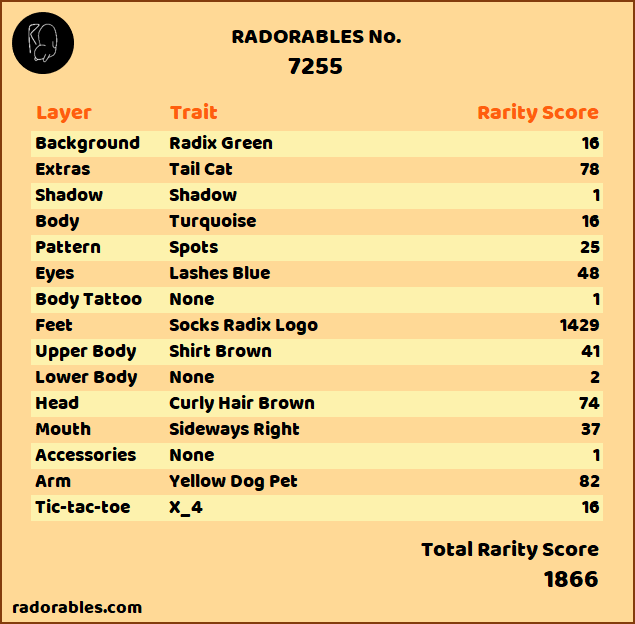 RADORABLES No.
7255
Layer Trait Rarity Score
Background Radix Green 16
Extras Tail Cat 78
Shadow Shadow 1
Body Turquoise 16
Pattern Spots 25
Eyes Lashes Blue 48
Body Tattoo None 1
Feet Socks Radix Logo 1429
Upper Body Shirt Brown 41
Lower Body None 2
Head Curly Hair Brown 74
Mouth Sideways Right 37
Accessories None 1
Arm Yellow Dog Pet 82
Tic-tac-toe X_4 16
Total Rarity Score
1866
radorables.com